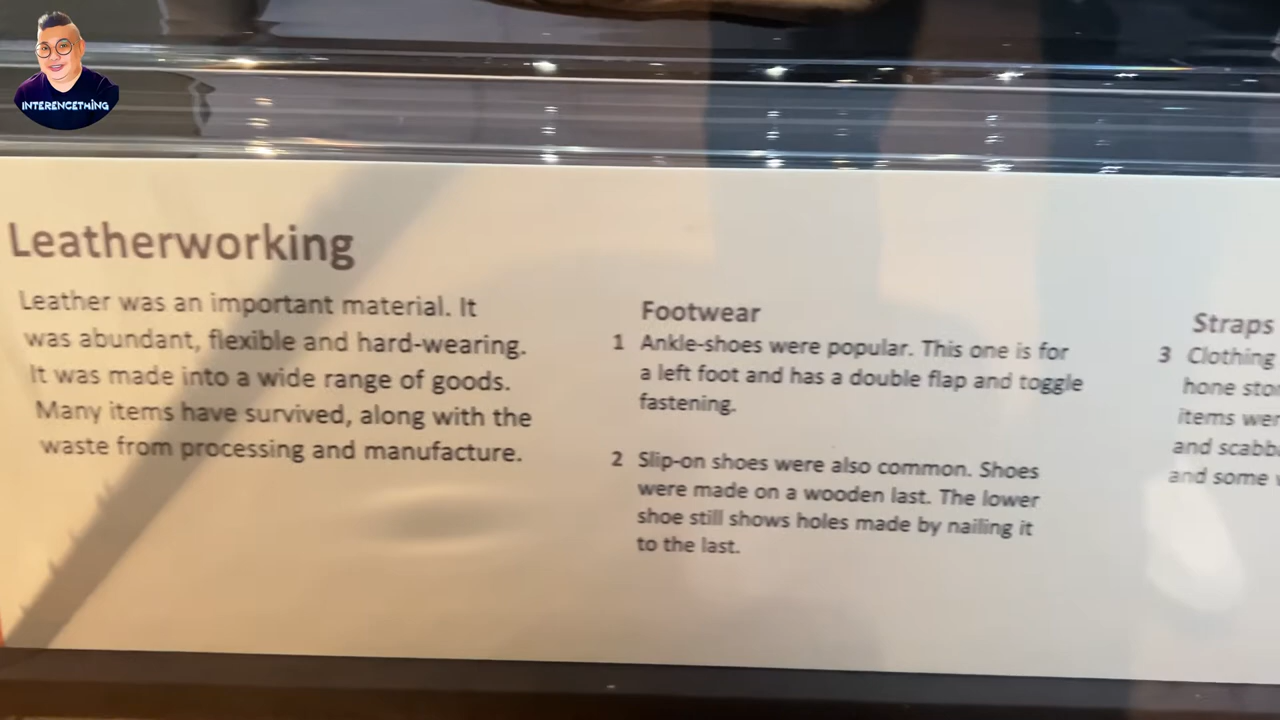 INTERENCETHING
Leatherworking
Leather was an important material. It
was abundant, flexible and hard-wearing.
It was made into a wide range of goods.
Many items have survived, along with the
waste from processing and manufacture.
Footwear
1 Ankle-shoes were popular. This one is for
a left foot and has a double flap and toggle
fastening.
2 Slip-on shoes were also common. Shoes
were made on a wooden last. The lower
shoe still shows holes made by nailing it
to the last.
Straps
3 Clothing
hone
items
and
and some